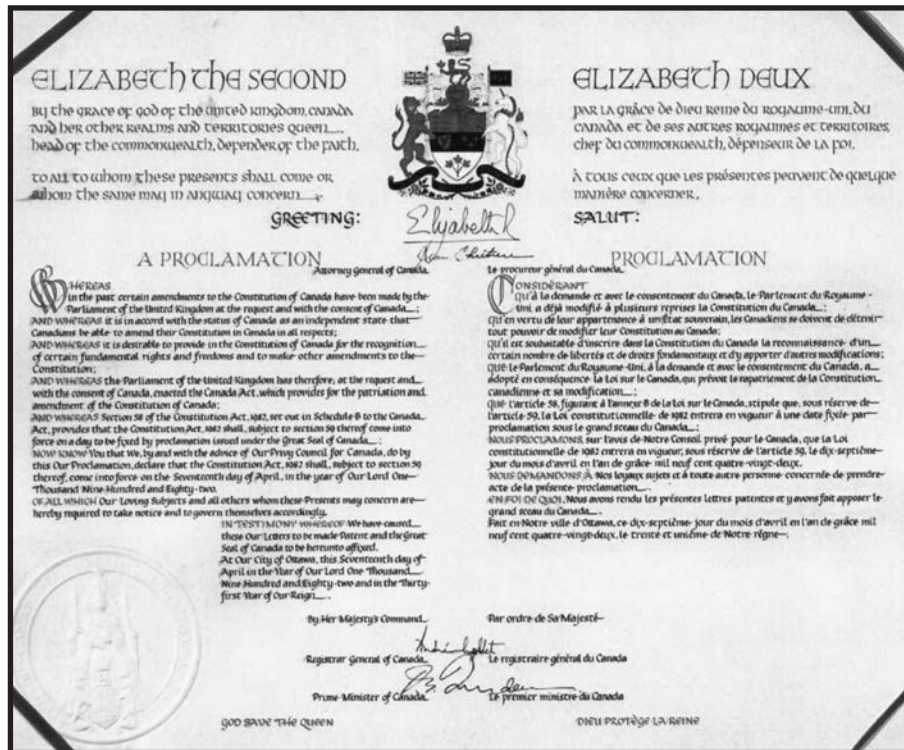 ELIZABETH THE SECOND
BY THE GRACE OF GOD OF THE UNITED KINGDOM, CANADA
AND HER OTHER REALMS AND TERRITORIES QUEEN
HEAD OF THE COMMONWEALTH, DEFENDER OF THE FAITH.
TO ALL TO WHOM THESE PRESENTS SHALL COME OR
WHOM THE SAME MAY IN ANYWAY CONCERN
GREETING:
ELIZABETH DEUX
PAR LA GRÂCE DE DIEU REINE DU ROYAUME-UNI, DU
CANADA ET DE SES AUTRES ROYAUMES ET TERRITOIRES
CHEF DU COMMONWEALTH, DÉFENSEUR DE LA FOI.
À TOUS CEUX QUE LES PRÉSENTES PEUVENT DE QUELQUE
MANIÈRE CONCERNER,
SALUT:
Elizabeth R
Jean Chrétien
A PROCLAMATION
Attorney General of Canada
WHEREAS
in the past certain amendments to the Constitution of Canada have been made by the
Parliament of the United Kingdom at the request and with the consent of Canada;
AND WHEREAS it is in accord with the status of Canada as an independent state that
Canadians be able to amend their Constitution in Canada in all respects;
AND WHEREAS it is desirable to provide in the Constitution of Canada for the recognition
of certain fundamental rights and freedoms and to make other amendments to the
Constitution;
AND WHEREAS the Parliament of the United Kingdom has therefore, at the request and
with the consent of Canada, enacted the Canada Act, which provides for the patriation and
amendment of the Constitution of Canada;
AND WHEREAS Section 58 of the Constitution Act, 1982, set out in Schedule B to the Canada
Act, provides that the Constitution Act, 1982 shall, subject to section 59 thereof come into
force on a day to be fixed by proclamation issued under the Great Seal of Canada;
NOW KNOW You that We, by and with the advice of Our Privy Council for Canada, do by
this Our Proclamation, declare that the Constitution Act, 1982 shall, subject to section 59
thereof, come into force on the Seventeenth day of April, in the year of Our Lord One
Thousand Nine Hundred and Eighty-two.
OF ALL WHICH Our Loving Subjects and all others whom these Presents may concern are
hereby required to take notice and to govern themselves accordingly.
IN TESTIMONY WHEREOF We have caused
these Our Letters to be made Patent and the Great
Seal of Canada to be hereunto affixed.
At Our City of Ottawa, this Seventeenth day of
April in the Year of Our Lord One Thousand
Nine Hundred and Eighty-two and in the Thirty-
first Year of Our Reign.
By Her Majesty's Command
Registrar General of Canada
Prime Minister of Canada
GOD SAVE THE QUEEN
PROCLAMATION
Le procureur général du Canada
CONSIDÉRANT
Qu'à la demande et avec le consentement du Canada, le Parlement du Royaume-
Uni a déjà modifié à plusieurs reprises la Constitution du Canada;
qu'en vertu de leur appartenance à un État souverain, les Canadiens se doivent de détenir
tout pouvoir de modifier leur Constitution au Canada;
qu'il est souhaitable d'inscrire dans la Constitution du Canada la reconnaissance d'un
certain nombre de libertés et de droits fondamentaux et d'y apporter d'autres modifications;
que le Parlement du Royaume-Uni, à la demande et avec le consentement du Canada, a
adopté en conséquence la Loi sur le Canada, qui prévoit le rapatriement de la Constitution
canadienne et sa modification;
que l'article 58, figurant à l'annexe B de la Loi sur le Canada, stipule que, sous réserve de
l'article 59, la Loi constitutionnelle de 1982 entrera en vigueur à une date fixée par
proclamation sous le grand sceau du Canada;
NOUS PROCLAMONS, sur l'avis de Notre Conseil privé pour le Canada, que la Loi
constitutionnelle de 1982 entrera en vigueur, sous réserve de l'article 59, le dix-septième
jour du mois d'avril en l'an de grâce mil neuf cent quatre-vingt-deux.
NOUS DEMANDONS À Nos loyaux sujets et à toute autre personne concernée de prendre
acte de la présente proclamation.
EN FOI DE QUOI, Nous avons rendu les présentes lettres patentes et y avons fait apposer le
grand sceau du Canada.
Fait en Notre ville d'Ottawa, ce dix-septième jour du mois d'avril en l'an de grâce mil
neuf cent quatre-vingt-deux, le trente et unième de Notre règne.
Par ordre de Sa Majesté
Le registraire général du Canada
Le premier ministre du Canada
DIEU PROTÈGE LA REINE